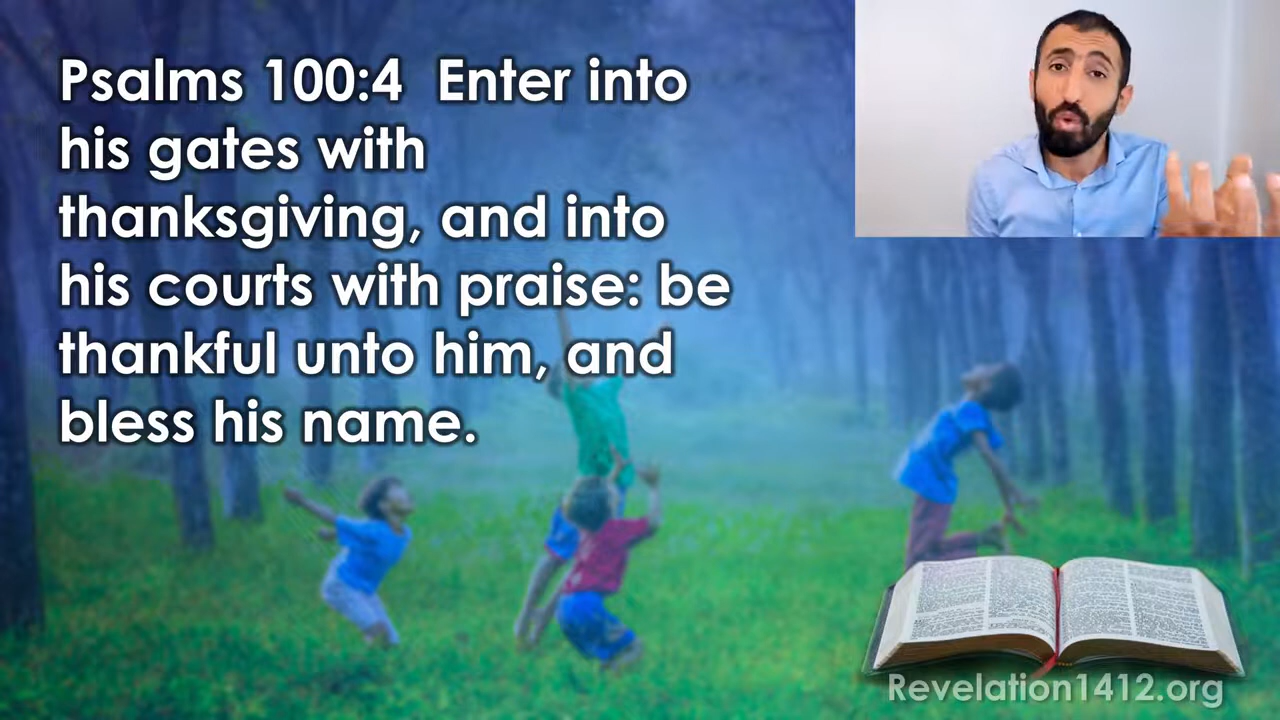 Psalms 100:4  Enter into
his gates with
thanksgiving, and into
his courts with praise: be
thankful unto him, and
bless his name.
Revelation1412.org